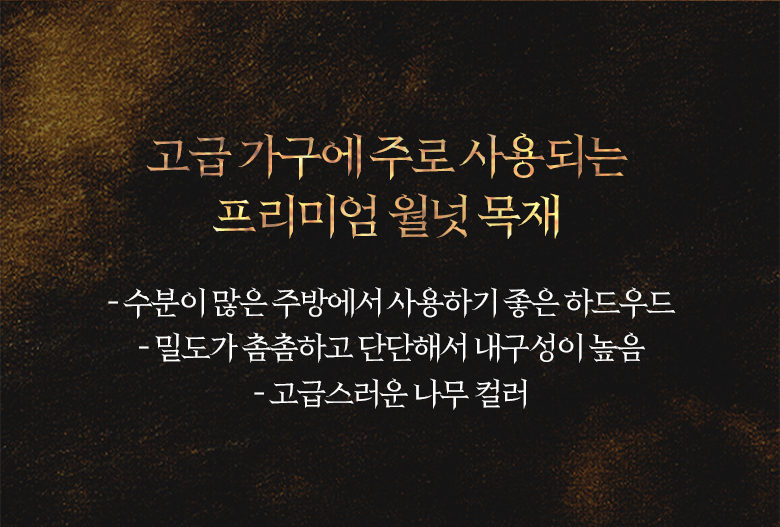 고급 가구에 주로 사용되는
프리미엄 월넛 목재
- 수분이 많은 주방에서 사용하기 좋은 하드우드
- 밀도가 촘촘하고 단단해서 내구성이 높음
- 고급스러운 나무 컬러